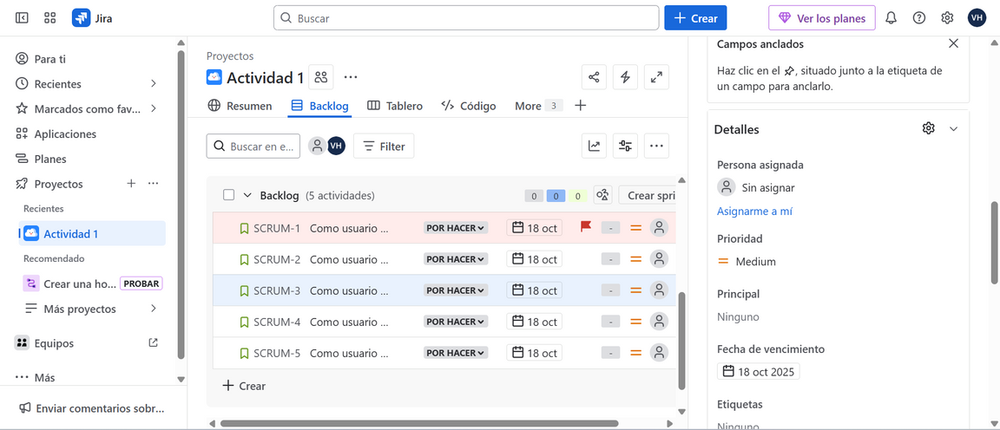 Jira
Buscar
Crear
Ver los planes
VH
Para ti
Recientes
Marcados como fav...
Aplicaciones
Planes
Proyectos
Recientes
Actividad 1
Recomendado
Crear una ho...
PROBAR
Más proyectos
Equipos
Más
Enviar comentarios sobr...
Proyectos
Actividad 1
Resumen
Backlog
Tablero
Código
More 3
Buscar en e...
VH
Filter
Backlog (5 actividades)
0 0 0
Crear spri
SCRUM-1 Como usuario ... POR HACER 18 oct -
SCRUM-2 Como usuario ... POR HACER 18 oct -
SCRUM-3 Como usuario ... POR HACER 18 oct -
SCRUM-4 Como usuario ... POR HACER 18 oct -
SCRUM-5 Como usuario ... POR HACER 18 oct -
Crear
Campos anclados
Haz clic en el , situado junto a la etiqueta de
un campo para anclarlo.
Detalles
Persona asignada
Sin asignar
Asignarme a mí
Prioridad
Medium
Principal
Ninguno
Fecha de vencimiento
18 oct 2025
Etiquetas
Ninguno